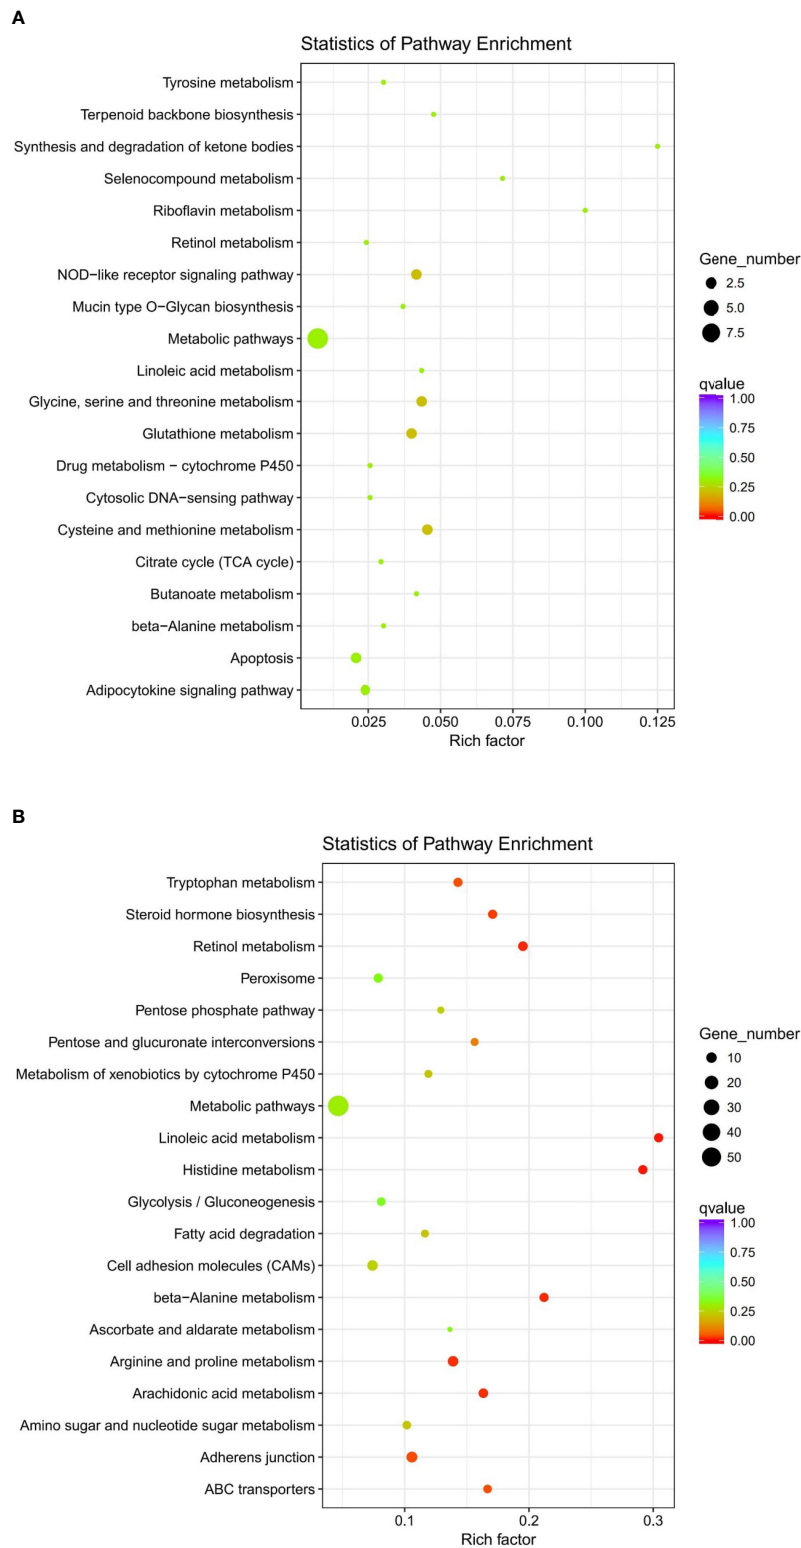 A
Statistics of Pathway Enrichment
Tyrosine metabolism
Terpenoid backbone biosynthesis
Synthesis and degradation of ketone bodies
Selenocompound metabolism
Riboflavin metabolism
Retinol metabolism
NOD−like receptor signaling pathway
Mucin type O−Glycan biosynthesis
Metabolic pathways
Linoleic acid metabolism
Glycine, serine and threonine metabolism
Glutathione metabolism
Drug metabolism − cytochrome P450
Cytosolic DNA−sensing pathway
Cysteine and methionine metabolism
Citrate cycle (TCA cycle)
Butanoate metabolism
beta−Alanine metabolism
Apoptosis
Adipocytokine signaling pathway
0.025 0.050 0.075 0.100 0.125
Rich factor
Gene_number
2.5
5.0
7.5
qvalue
1.00
0.75
0.50
0.25
0.00
B
Statistics of Pathway Enrichment
Tryptophan metabolism
Steroid hormone biosynthesis
Retinol metabolism
Peroxisome
Pentose phosphate pathway
Pentose and glucuronate interconversions
Metabolism of xenobiotics by cytochrome P450
Metabolic pathways
Linoleic acid metabolism
Histidine metabolism
Glycolysis / Gluconeogenesis
Fatty acid degradation
Cell adhesion molecules (CAMs)
beta−Alanine metabolism
Ascorbate and aldarate metabolism
Arginine and proline metabolism
Arachidonic acid metabolism
Amino sugar and nucleotide sugar metabolism
Adherens junction
ABC transporters
0.1 0.2 0.3
Rich factor
Gene_number
10
20
30
40
50
qvalue
1.00
0.75
0.50
0.25
0.00